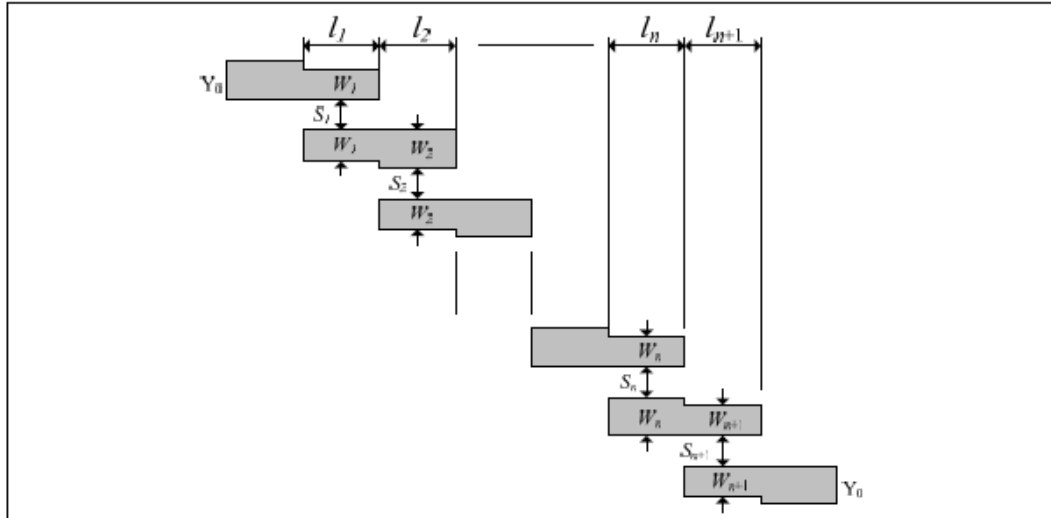 l1 l2 ln ln+1
Y0 W1
S1
W1 W2
S2
W2
Wn
Sn
Wn Wn+1
Sn+1
Wn+1 Y0